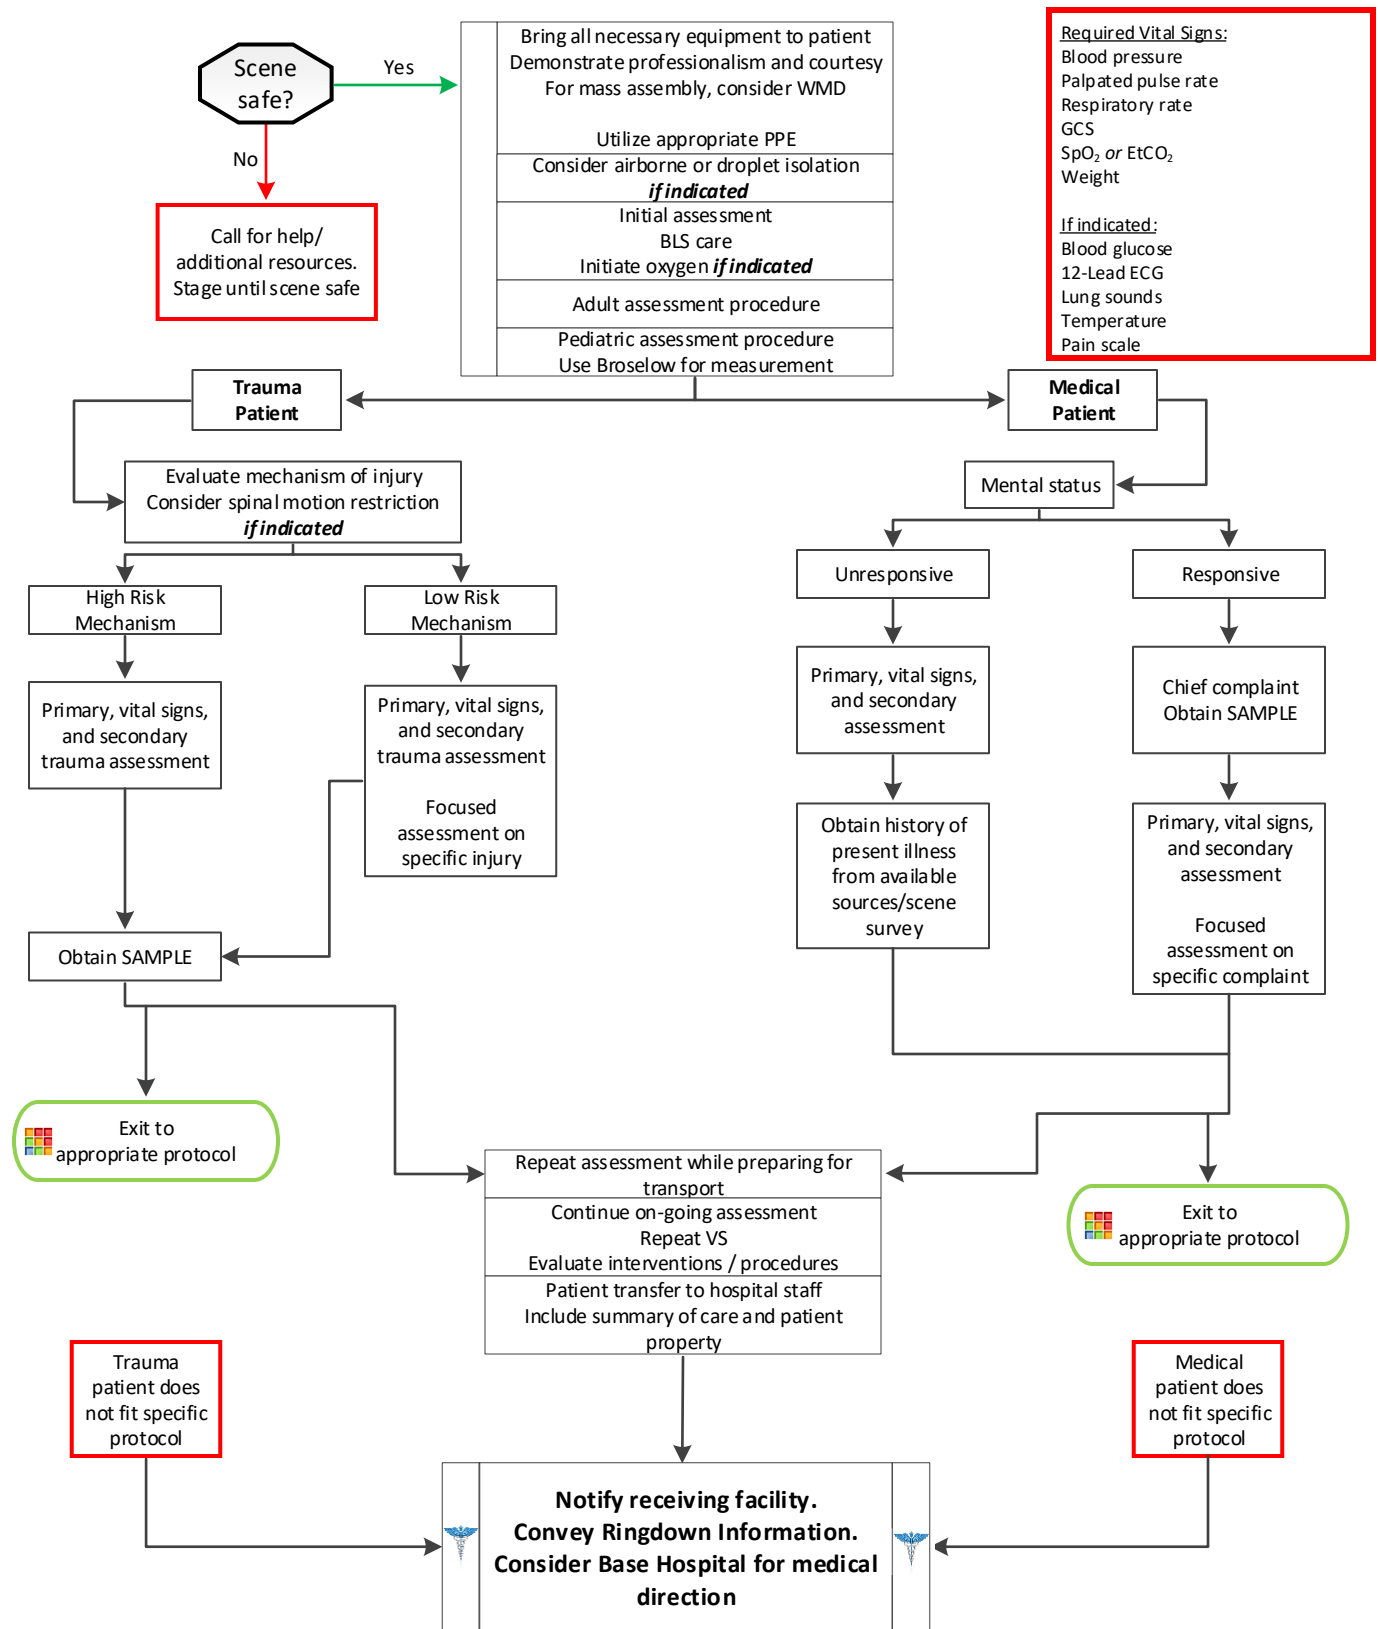 Scene
safe?
Yes
No
Call for help/
additional resources.
Stage until scene safe
Bring all necessary equipment to patient
Demonstrate professionalism and courtesy
For mass assembly, consider WMD
Utilize appropriate PPE
Consider airborne or droplet isolation
if indicated
Initial assessment
BLS care
Initiate oxygen if indicated
Adult assessment procedure
Pediatric assessment procedure
Use Broselow for measurement
Required Vital Signs:
Blood pressure
Palpated pulse rate
Respiratory rate
GCS
SpO₂ or EtCO₂
Weight
If indicated:
Blood glucose
12-Lead ECG
Lung sounds
Temperature
Pain scale
Trauma
Patient
Medical
Patient
Evaluate mechanism of injury
Consider spinal motion restriction
if indicated
Mental status
High Risk
Mechanism
Low Risk
Mechanism
Unresponsive
Responsive
Primary, vital signs,
and secondary
trauma assessment
Primary, vital signs,
and secondary
trauma assessment
Focused
assessment on
specific injury
Primary, vital signs,
and secondary
assessment
Chief complaint
Obtain SAMPLE
Obtain history of
present illness
from available
sources/scene
survey
Primary, vital signs,
and secondary
assessment
Focused
assessment on
specific complaint
Obtain SAMPLE
Exit to
appropriate protocol
Repeat assessment while preparing for
transport
Continue on-going assessment
Repeat VS
Evaluate interventions / procedures
Patient transfer to hospital staff
Include summary of care and patient
property
Exit to
appropriate protocol
Trauma
patient does
not fit specific
protocol
Medical
patient does
not fit specific
protocol
Notify receiving facility.
Convey Ringdown Information.
Consider Base Hospital for medical
direction